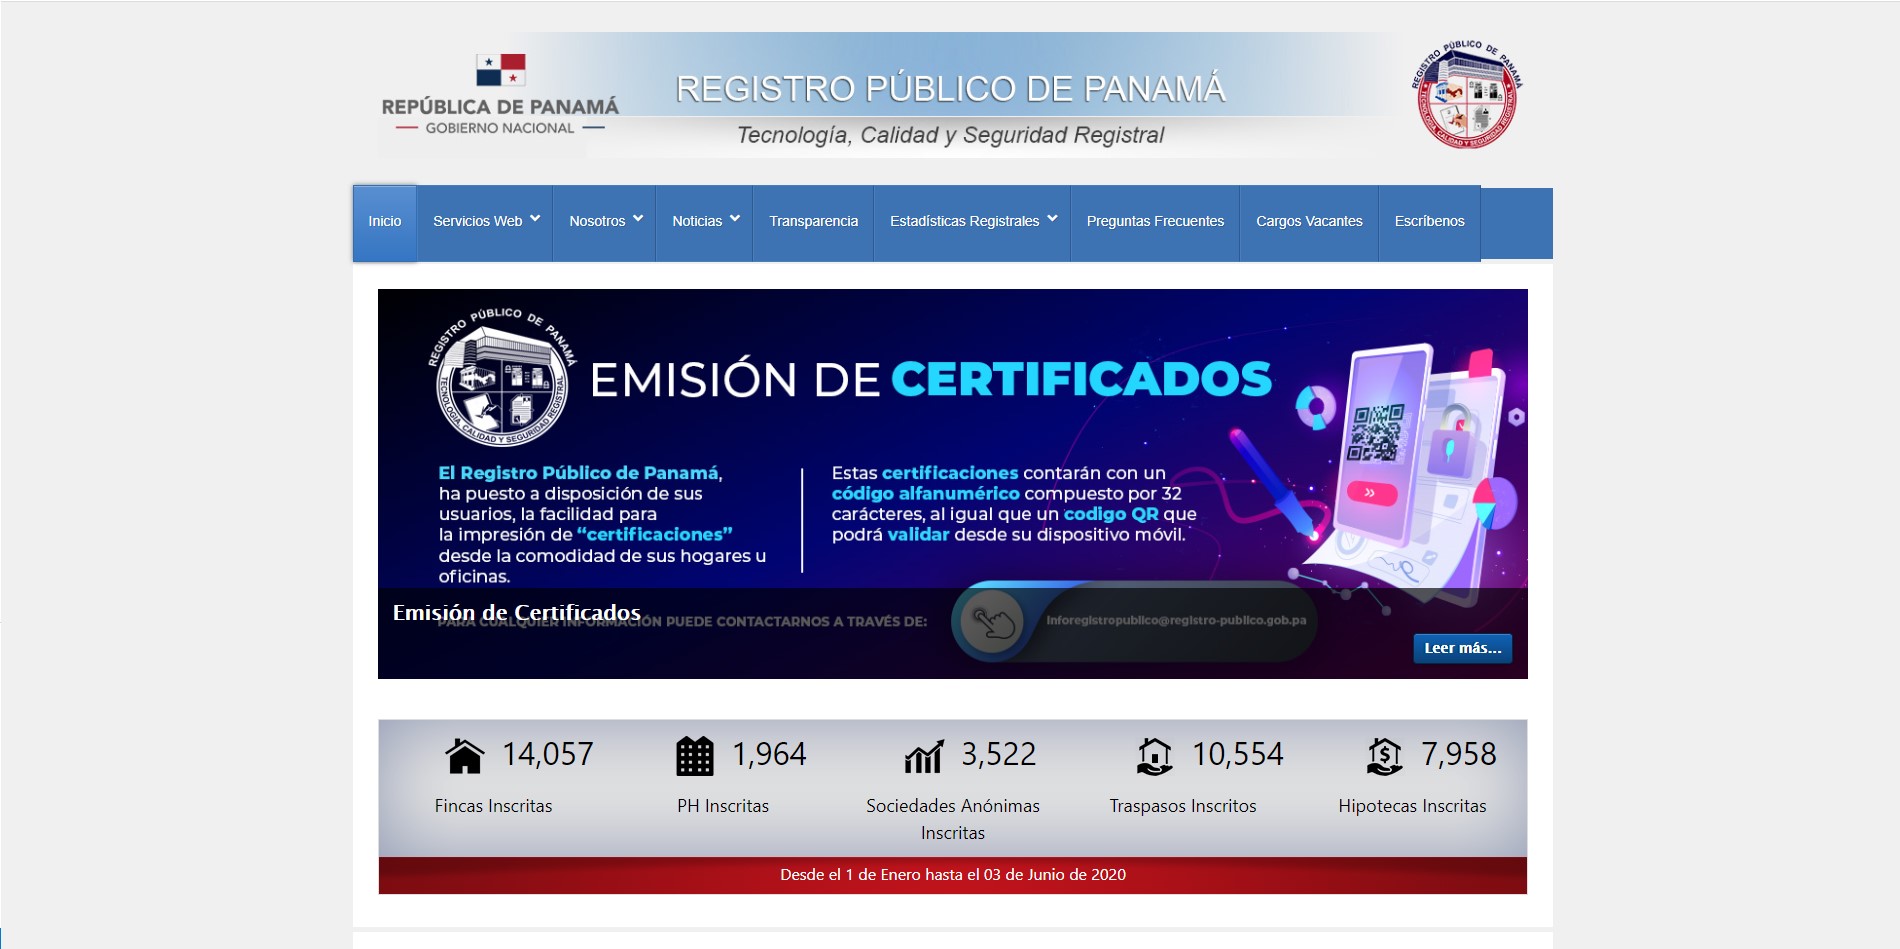 REPÚBLICA DE PANAMÁ
GOBIERNO NACIONAL
REGISTRO PÚBLICO DE PANAMÁ
Tecnología, Calidad y Seguridad Registral
REGISTRO PÚBLICO DE PANAMÁ
TECNOLOGÍA, CALIDAD Y SEGURIDAD REGISTRAL
Inicio
Servicios Web
Nosotros
Noticias
Transparencia
Estadísticas Registrales
Preguntas Frecuentes
Cargos Vacantes
Escríbenos
REGISTRO PÚBLICO DE PANAMÁ
TECNOLOGÍA, CALIDAD Y SEGURIDAD REGISTRAL
EMISIÓN DE CERTIFICADOS
El Registro Público de Panamá,
ha puesto a disposición de sus
usuarios, la facilidad para
la impresión de “certificaciones”
desde la comodidad de sus hogares u
oficinas.
Estas certificaciones contarán con un
código alfanumérico compuesto por 32
carácteres, al igual que un codigo QR que
podrá validar desde su dispositivo móvil.
Emisión de Certificados
PARA CUALQUIER INFORMACIÓN PUEDE CONTACTARNOS A TRAVÉS DE:
inforegistropublico@registro-publico.gob.pa
Leer más...
14,057
Fincas Inscritas
1,964
PH Inscritas
3,522
Sociedades Anónimas
Inscritas
10,554
Traspasos Inscritos
7,958
Hipotecas Inscritas
Desde el 1 de Enero hasta el 03 de Junio de 2020